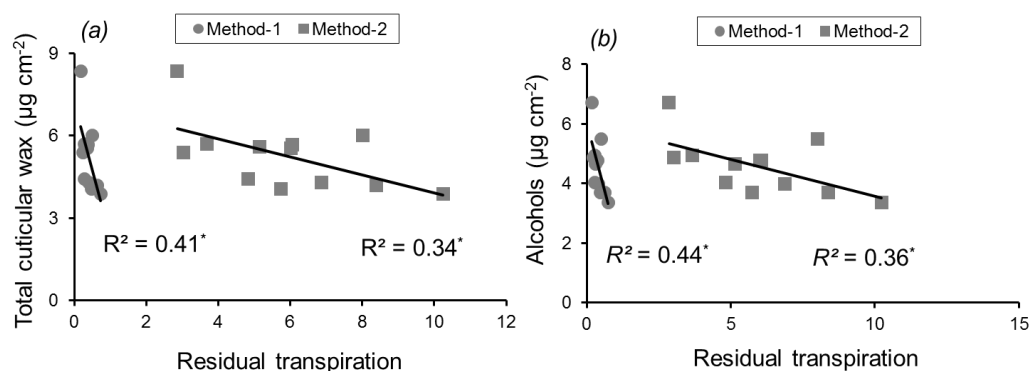 (a)
Method-1 Method-2
Total cuticular wax (µg cm⁻²)
9
6
3
0
R² = 0.41*
R² = 0.34*
0 2 4 6 8 10 12
Residual transpiration
(b)
Method-1 Method-2
Alcohols (µg cm⁻²)
8
6
4
2
0
R² = 0.44*
R² = 0.36*
0 5 10 15
Residual transpiration